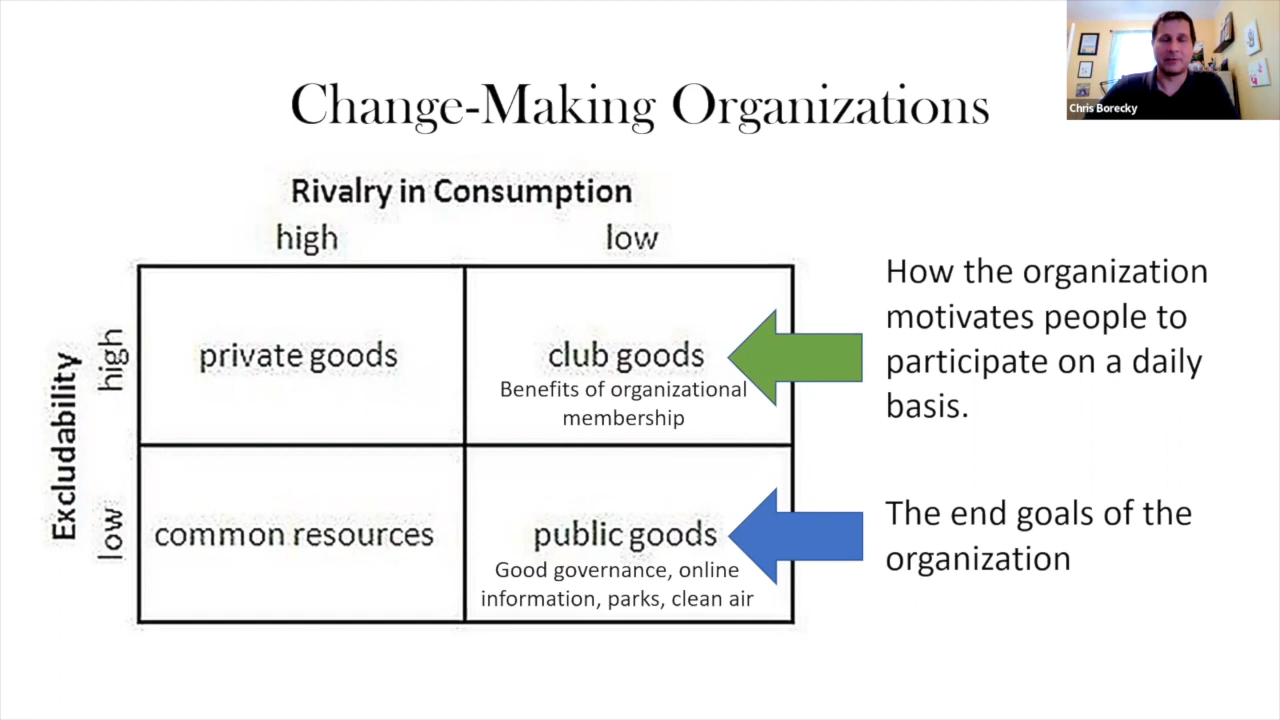 Change-Making Organizations
Chris Borecky
Rivalry in Consumption
high
low
Excludability
high
low
private goods
club goods
Benefits of organizational
membership
common resources
public goods
Good governance, online
information, parks, clean air
How the organization
motivates people to
participate on a daily
basis.
The end goals of the
organization